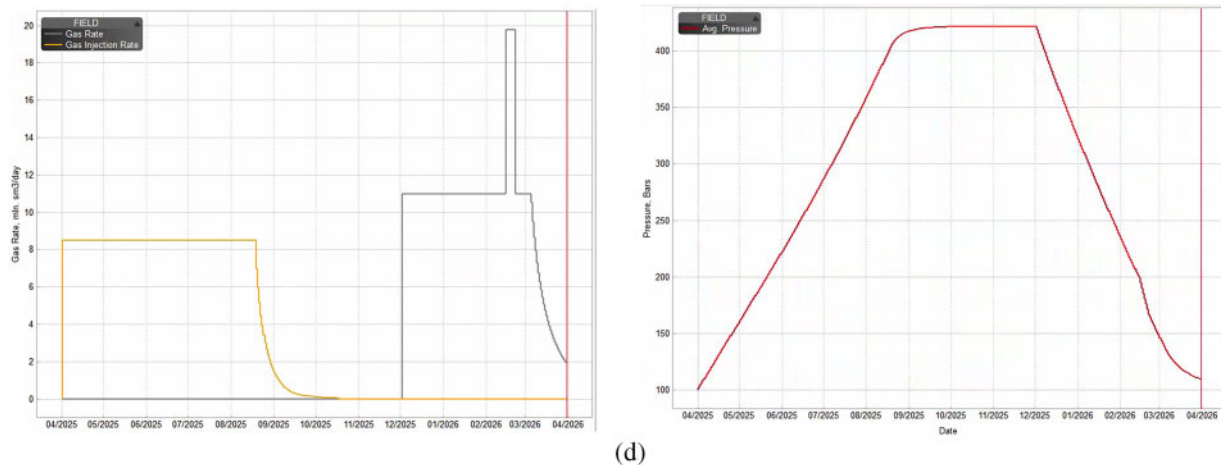 FIELD
Gas Rate
Gas Injection Rate
20
18
16
14
12
10
8
6
4
2
0
Gas Rate, mln. sm3/day
04/2025 05/2025 06/2025 07/2025 08/2025 09/2025 10/2025 11/2025 12/2025 01/2026 02/2026 03/2026 04/2026
FIELD
Avg. Pressure
400
350
300
250
200
150
100
Pressure, Bars
04/2025 05/2025 06/2025 07/2025 08/2025 09/2025 10/2025 11/2025 12/2025 01/2026 02/2026 03/2026 04/2026
Date
(d)